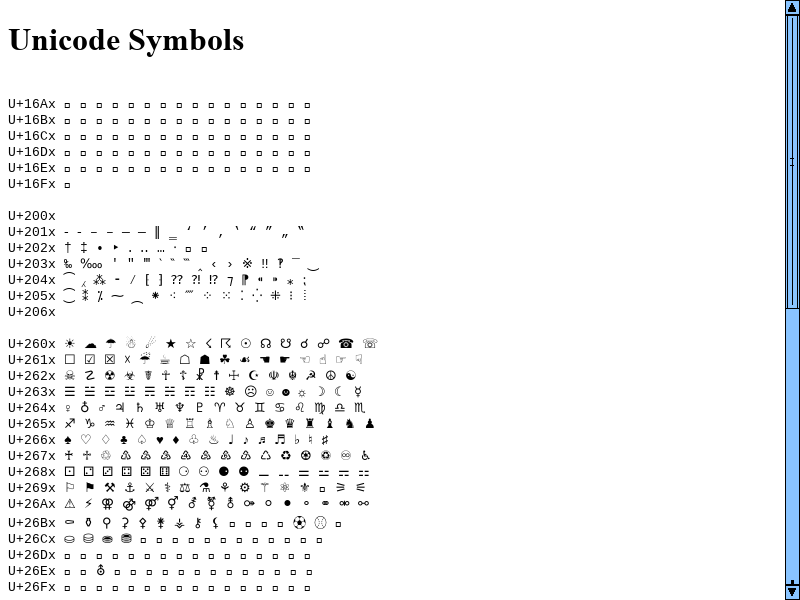 Unicode Symbols
U+16Ax □ □ □ □ □ □ □ □ □ □ □ □ □ □ □ □
U+16Bx □ □ □ □ □ □ □ □ □ □ □ □ □ □ □ □
U+16Cx □ □ □ □ □ □ □ □ □ □ □ □ □ □ □ □
U+16Dx □ □ □ □ □ □ □ □ □ □ □ □ □ □ □ □
U+16Ex □ □ □ □ □ □ □ □ □ □ □ □ □ □ □ □
U+16Fx □
U+200x
U+201x ‐ ‑ ‒ – — ― ‖ ‗ ‘ ’ ‚ ‛ “ ” „ ‟
U+202x † ‡ • ‣ ․ ‥ … ‧ □ □
U+203x ‰ ‱ ′ ″ ‴ ‵ ‶ ‷ ‸ ‹ › ※ ‼ ‽ ‾ ‿
U+204x ⁀ ⁁ ⁂ ⁃ ⁄ ⁅ ⁆ ⁇ ⁈ ⁉ ⁊ ⁋ ⁌ ⁍ ⁎ ⁏
U+205x ⁐ ⁑ ⁒ ⁓ ⁔ ⁕ ⁖ ⁗ ⁘ ⁙ ⁚ ⁛ ⁜ ⁝ ⁞
U+206x
U+260x ☀ ☁ ☂ ☃ ☄ ★ ☆ ☇ ☈ ☉ ☊ ☋ ☌ ☍ ☎ ☏
U+261x ☐ ☑ ☒ ☓ ☔ ☕ ☖ ☗ ☘ ☙ ☚ ☛ ☜ ☝ ☞ ☟
U+262x ☠ ☡ ☢ ☣ ☤ ☥ ☦ ☧ ☨ ☩ ☪ ☫ ☬ ☭ ☮ ☯
U+263x ☰ ☱ ☲ ☳ ☴ ☵ ☶ ☷ ☸ ☹ ☺ ☻ ☼ ☽ ☾ ☿
U+264x ♀ ♁ ♂ ♃ ♄ ♅ ♆ ♇ ♈ ♉ ♊ ♋ ♌ ♍ ♎ ♏
U+265x ♐ ♑ ♒ ♓ ♔ ♕ ♖ ♗ ♘ ♙ ♚ ♛ ♜ ♝ ♞ ♟
U+266x ♠ ♡ ♢ ♣ ♤ ♥ ♦ ♧ ♨ ♩ ♪ ♫ ♬ ♭ ♮ ♯
U+267x ♰ ♱ ♲ ♳ ♴ ♵ ♶ ♷ ♸ ♹ ♺ ♻ ♼ ♽ ♾ ♿
U+268x ⚀ ⚁ ⚂ ⚃ ⚄ ⚅ ⚆ ⚇ ⚈ ⚉ ⚊ ⚋ ⚌ ⚍ ⚎ ⚏
U+269x ⚐ ⚑ ⚒ ⚓ ⚔ ⚕ ⚖ ⚗ ⚘ ⚙ ⚚ ⚛ ⚜ □ ⚞ ⚟
U+26Ax ⚠ ⚡ ⚢ ⚣ ⚤ ⚥ ⚦ ⚧ ⚨ ⚩ ⚪ ⚫ ⚬ ⚭ ⚮ ⚯
U+26Bx ⚰ ⚱ ⚲ ⚳ ⚴ ⚵ ⚶ ⚷ ⚸ □ □ □ □ ⚽ ⚾ □
U+26Cx ⛀ ⛁ ⛂ ⛃ □ □ □ □ □ □ □ □ □ □ □ □
U+26Dx □ □ □ □ □ □ □ □ □ □ □ □ □ □ □ □
U+26Ex □ □ ⛢ □ □ □ □ □ □ □ □ □ □ □ □ □
U+26Fx □ □ □ □ □ □ □ □ □ □ □ □ □ □ □ □